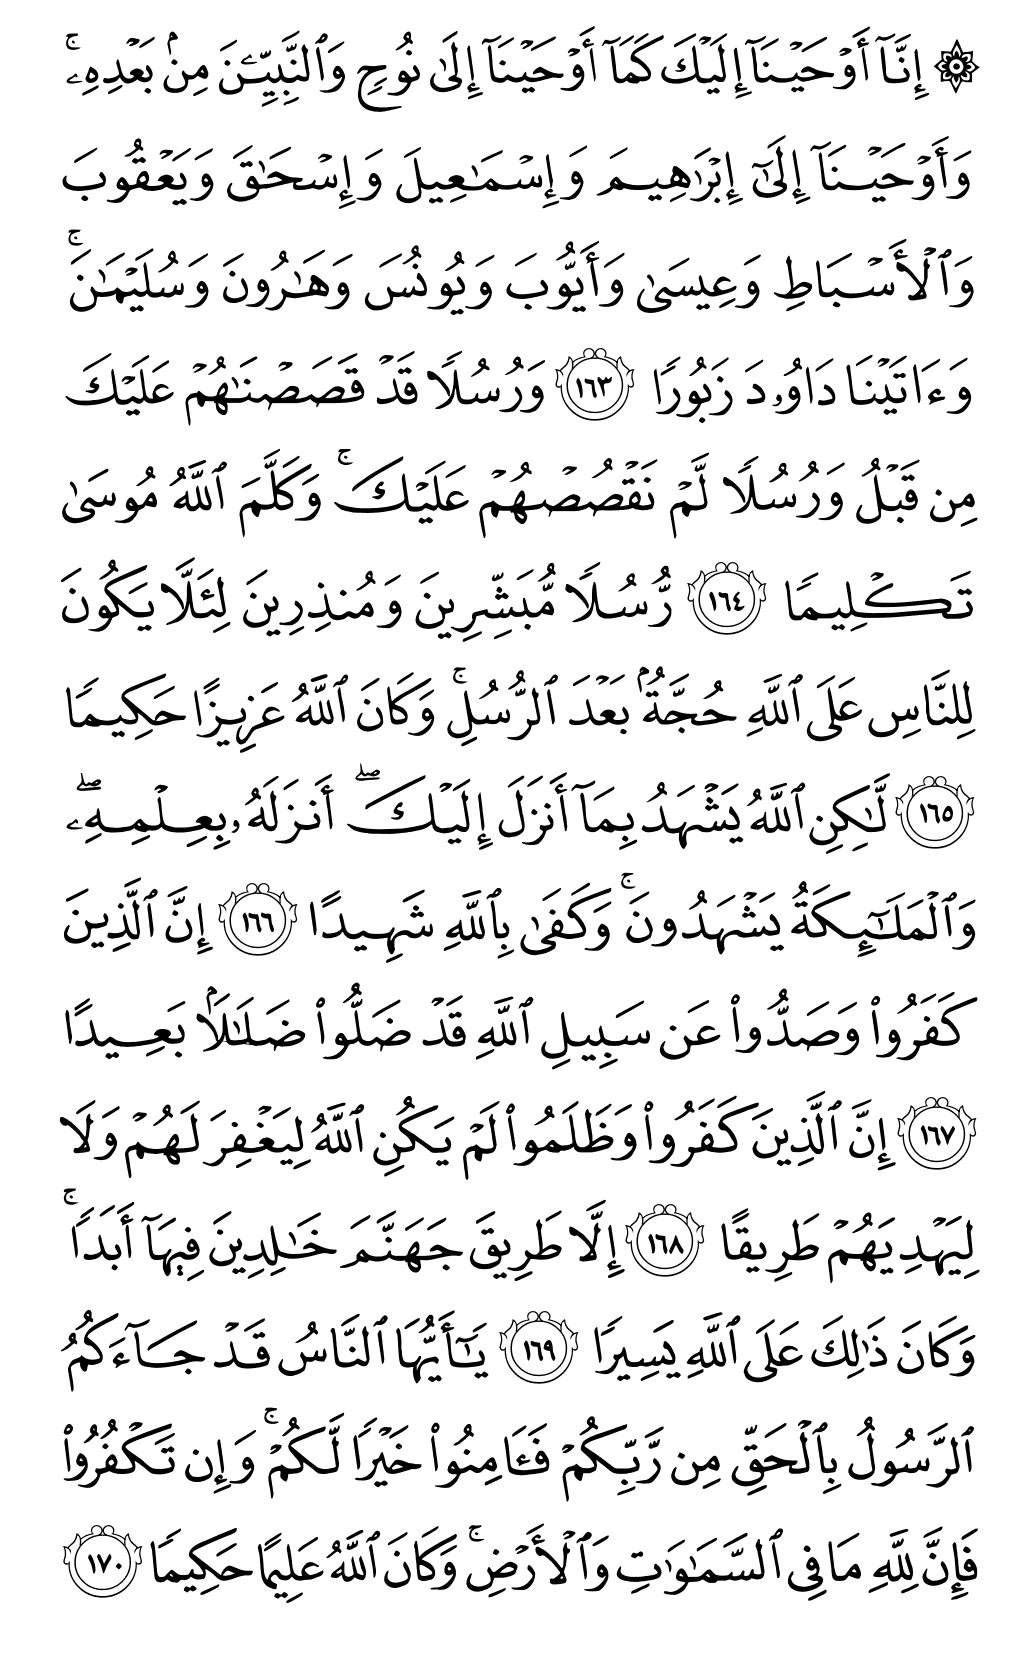 ۞ إِنَّآ أَوْحَيْنَآ إِلَيْكَ كَمَآ أَوْحَيْنَآ إِلَىٰ نُوحٍ وَٱلنَّبِيِّـۧنَ مِنۢ بَعْدِهِۦ ۚ
وَأَوْحَيْنَآ إِلَىٰٓ إِبْرَٰهِيمَ وَإِسْمَـٰعِيلَ وَإِسْحَـٰقَ وَيَعْقُوبَ
وَٱلْأَسْبَاطِ وَعِيسَىٰ وَأَيُّوبَ وَيُونُسَ وَهَـٰرُونَ وَسُلَيْمَـٰنَ ۚ
وَءَاتَيْنَا دَاوُۥدَ زَبُورًا ١٦٣ وَرُسُلًا قَدْ قَصَصْنَـٰهُمْ عَلَيْكَ
مِن قَبْلُ وَرُسُلًا لَّمْ نَقْصُصْهُمْ عَلَيْكَ ۚ وَكَلَّمَ ٱللَّهُ مُوسَىٰ
تَكْلِيمًا ١٦٤ رُّسُلًا مُّبَشِّرِينَ وَمُنذِرِينَ لِئَلَّا يَكُونَ
لِلنَّاسِ عَلَى ٱللَّهِ حُجَّةٌۢ بَعْدَ ٱلرُّسُلِ ۚ وَكَانَ ٱللَّهُ عَزِيزًا حَكِيمًا
١٦٥ لَّـٰكِنِ ٱللَّهُ يَشْهَدُ بِمَآ أَنزَلَ إِلَيْكَ ۖ أَنزَلَهُۥ بِعِلْمِهِۦ ۖ
وَٱلْمَلَـٰٓئِكَةُ يَشْهَدُونَ ۚ وَكَفَىٰ بِٱللَّهِ شَهِيدًا ١٦٦ إِنَّ ٱلَّذِينَ
كَفَرُوا۟ وَصَدُّوا۟ عَن سَبِيلِ ٱللَّهِ قَدْ ضَلُّوا۟ ضَلَـٰلًۢا بَعِيدًا
١٦٧ إِنَّ ٱلَّذِينَ كَفَرُوا۟ وَظَلَمُوا۟ لَمْ يَكُنِ ٱللَّهُ لِيَغْفِرَ لَهُمْ وَلَا
لِيَهْدِيَهُمْ طَرِيقًا ١٦٨ إِلَّا طَرِيقَ جَهَنَّمَ خَـٰلِدِينَ فِيهَآ أَبَدًا ۚ
وَكَانَ ذَٰلِكَ عَلَى ٱللَّهِ يَسِيرًا ١٦٩ يَـٰٓأَيُّهَا ٱلنَّاسُ قَدْ جَآءَكُمُ
ٱلرَّسُولُ بِٱلْحَقِّ مِن رَّبِّكُمْ فَـَٔامِنُوا۟ خَيْرًا لَّكُمْ ۚ وَإِن تَكْفُرُوا۟
فَإِنَّ لِلَّهِ مَا فِى ٱلسَّمَـٰوَٰتِ وَٱلْأَرْضِ ۚ وَكَانَ ٱللَّهُ عَلِيمًا حَكِيمًا ١٧٠